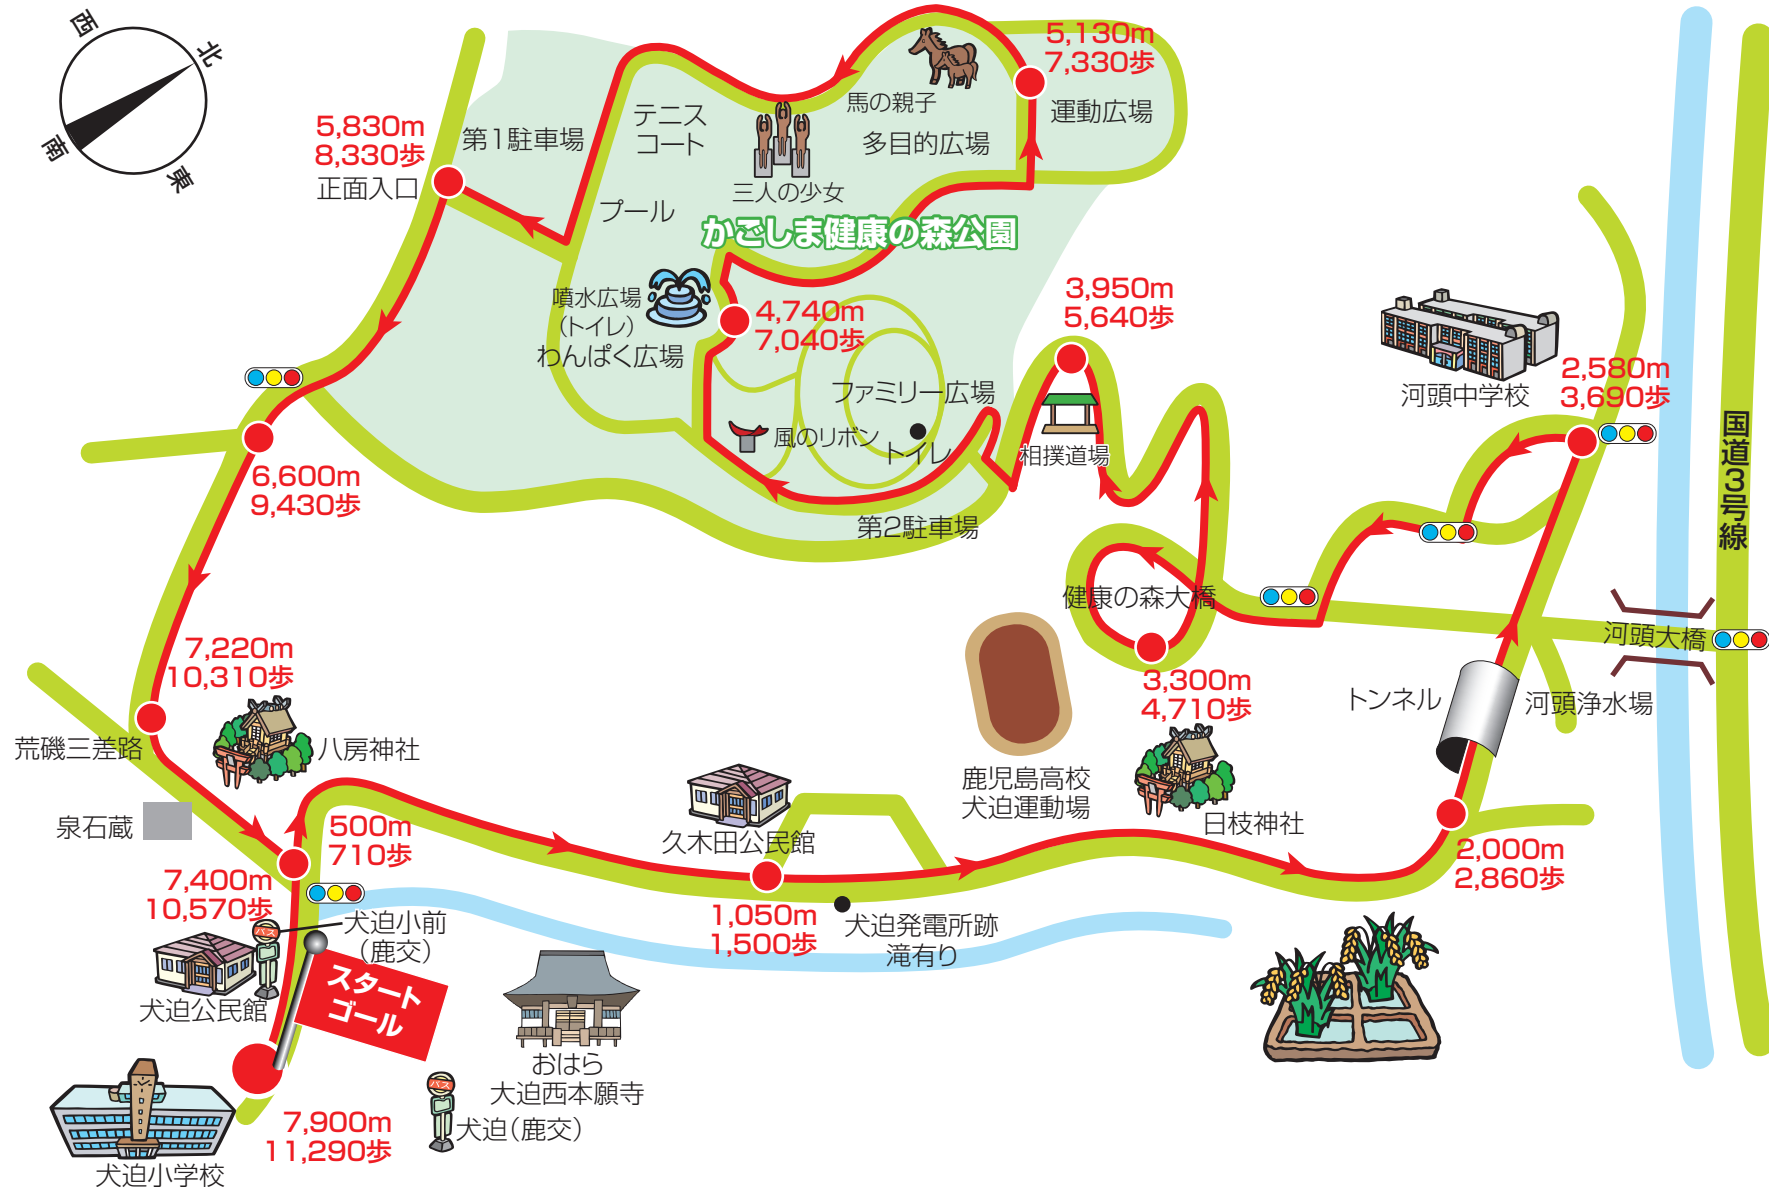 西
北
南
東
5,130m
7,330歩
運動広場
馬の親子
多目的広場
テニス
コート
三人の少女
第1駐車場
5,830m
8,330歩
正面入口
プール
かごしま健康の森公園
噴水広場
（トイレ）
わんぱく広場
4,740m
7,040歩
3,950m
5,640歩
ファミリー広場
風のリボン
トイレ
相撲道場
第2駐車場
河頭中学校
2,580m
3,690歩
国道3号線
6,600m
9,430歩
健康の森大橋
河頭大橋
7,220m
10,310歩
3,300m
4,710歩
トンネル
河頭浄水場
荒磯三差路
八房神社
鹿児島高校
犬迫運動場
日枝神社
泉石蔵
500m
710歩
久木田公民館
2,000m
2,860歩
7,400m
10,570歩
1,050m
1,500歩
犬迫発電所跡
滝有り
バス
犬迫小前
（鹿交）
犬迫公民館
スタート
ゴール
おはら
犬迫西本願寺
バス
犬迫（鹿交）
7,900m
11,290歩
犬迫小学校